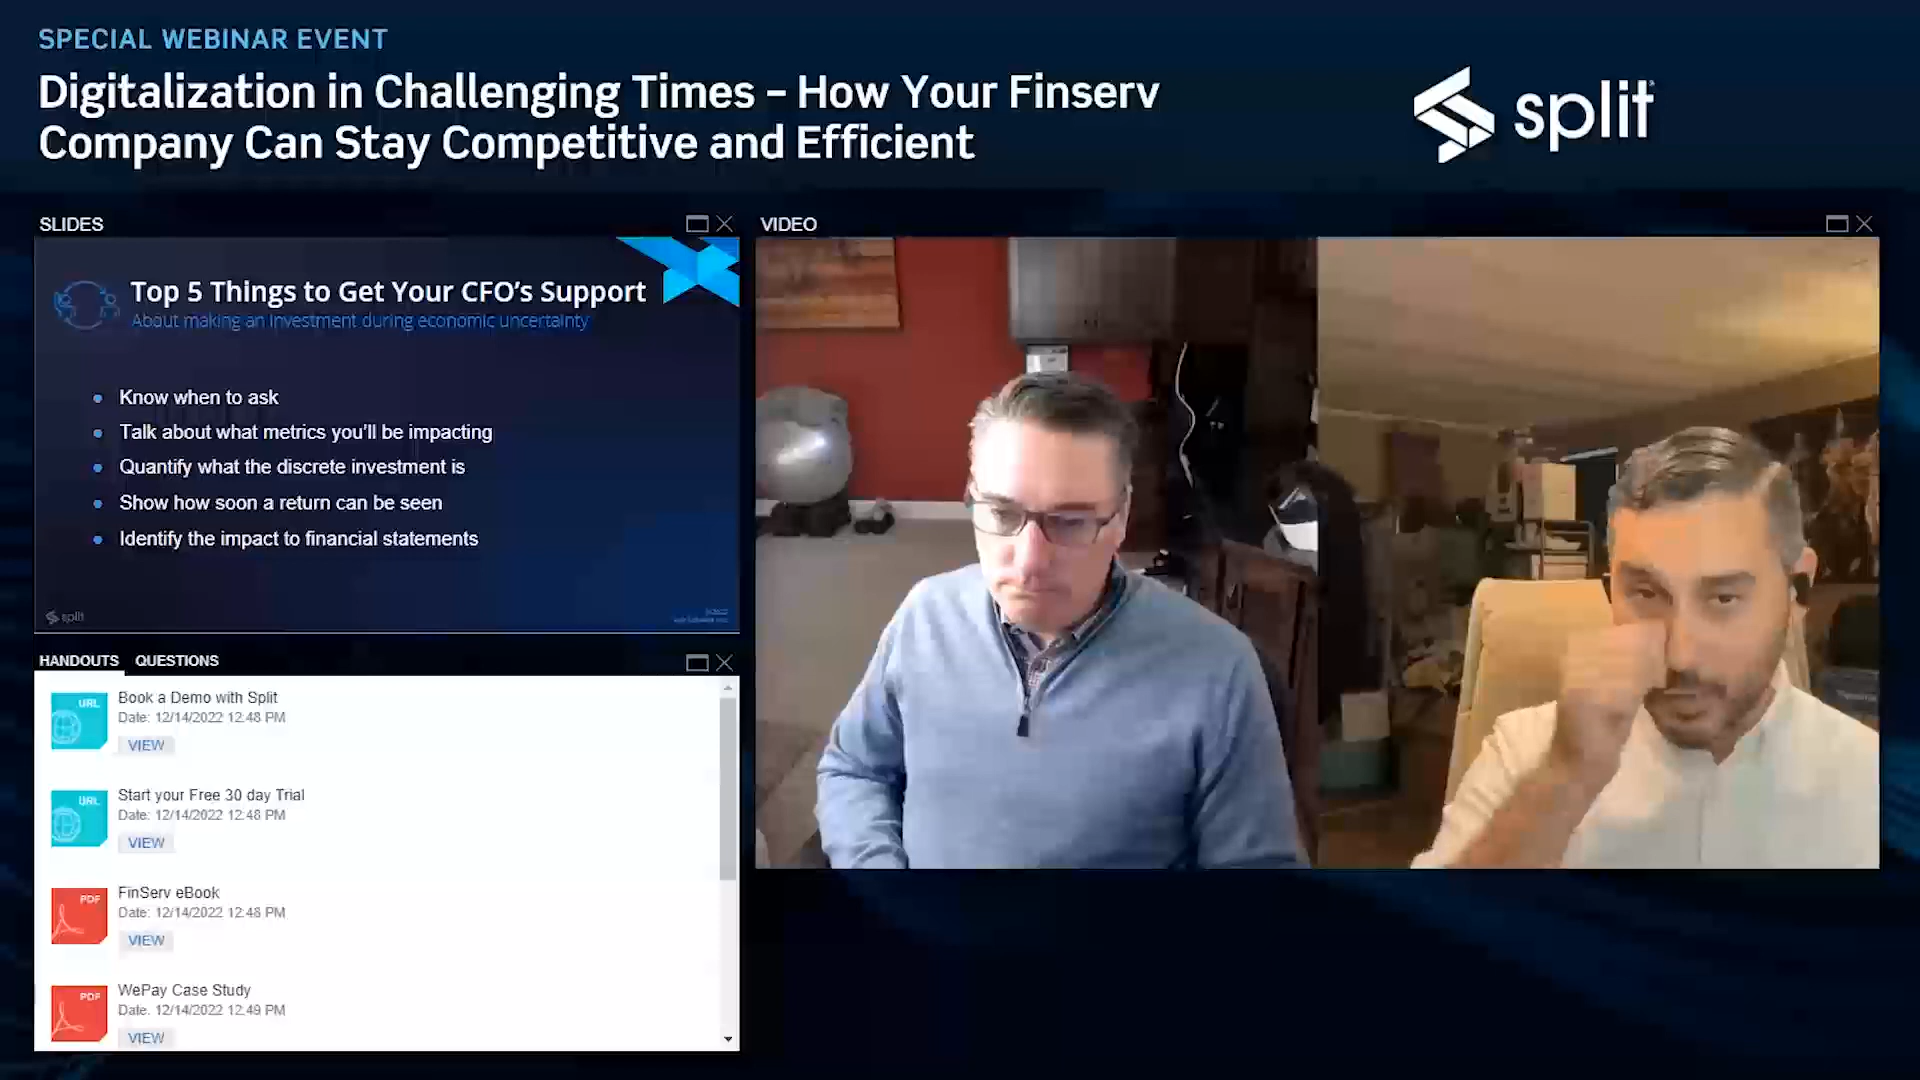 SPECIAL WEBINAR EVENT
Digitalization in Challenging Times – How Your Finserv
Company Can Stay Competitive and Efficient
split
SLIDES
VIDEO
Top 5 Things to Get Your CFO's Support
About making an investment during economic uncertainty
Know when to ask
Talk about what metrics you'll be impacting
Quantify what the discrete investment is
Show how soon a return can be seen
Identify the impact to financial statements
split
HANDOUTS QUESTIONS
URL
Book a Demo with Split
Date: 12/14/2022 12:48 PM
VIEW
URL
Start your Free 30 day Trial
Date: 12/14/2022 12:48 PM
VIEW
PDF
FinServ eBook
Date: 12/14/2022 12:48 PM
VIEW
PDF
WePay Case Study
Date: 12/14/2022 12:49 PM
VIEW